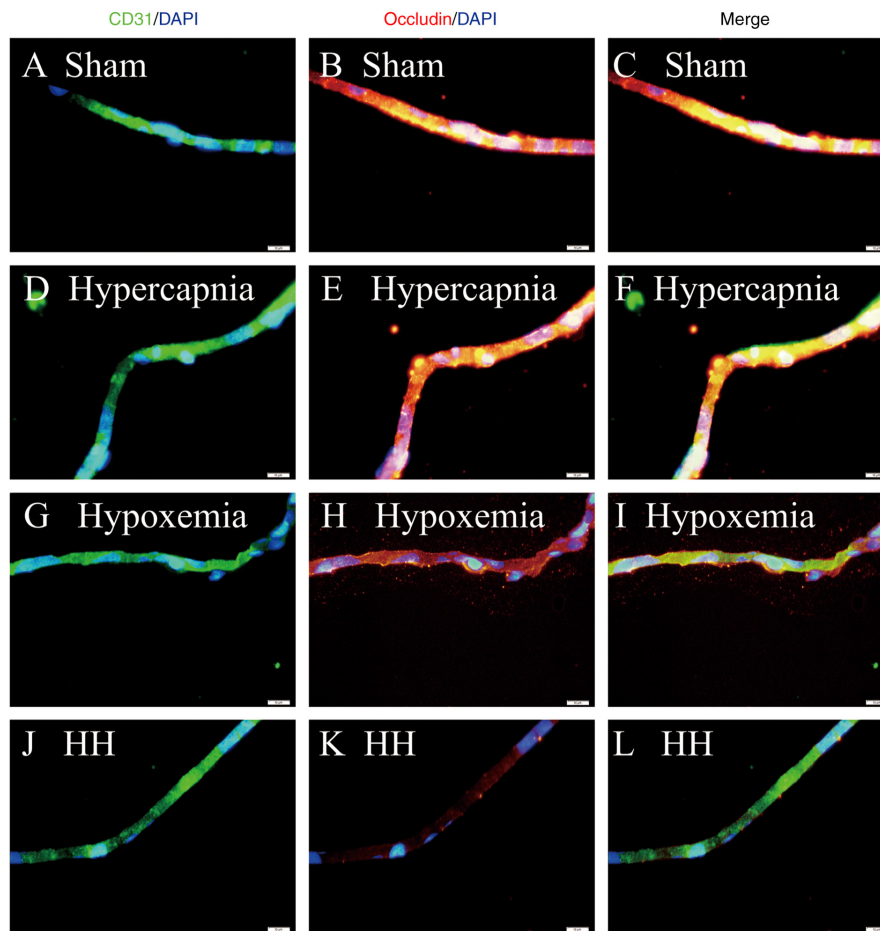 CD31/DAPI Occludin/DAPI Merge
A Sham B Sham C Sham
D Hypercapnia E Hypercapnia F Hypercapnia
G Hypoxemia H Hypoxemia I Hypoxemia
J HH K HH L HH